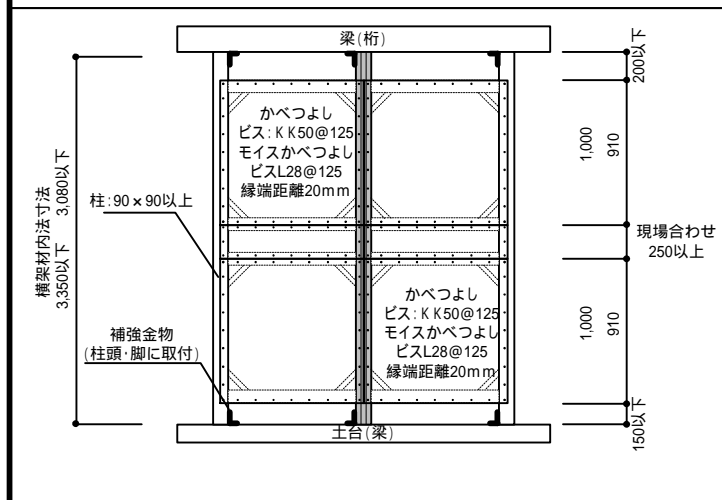 梁(桁)
200以下
かべつよし
ビス:KK50@125
モイスかべつよし
ビスL28@125
縁端距離20mm
1,000
910
横架材内法寸法
3,350以下 3,080以下
柱:90×90以上
現場合わせ
250以上
かべつよし
ビス:KK50@125
モイスかべつよし
ビスL28@125
縁端距離20mm
1,000
910
補強金物
(柱頭・脚に取付)
150以下
土台(梁)